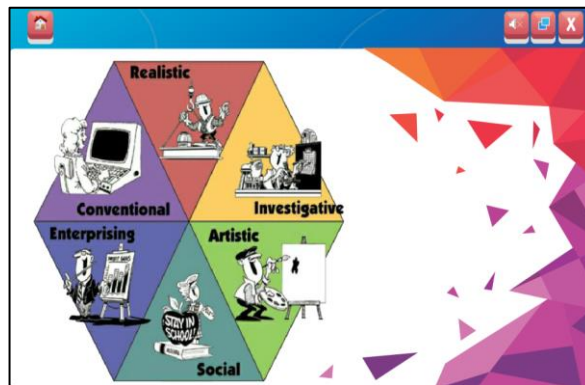 X
Realistic
Conventional
Investigative
Enterprising
Artistic
STAY IN
SCHOOL!
Social